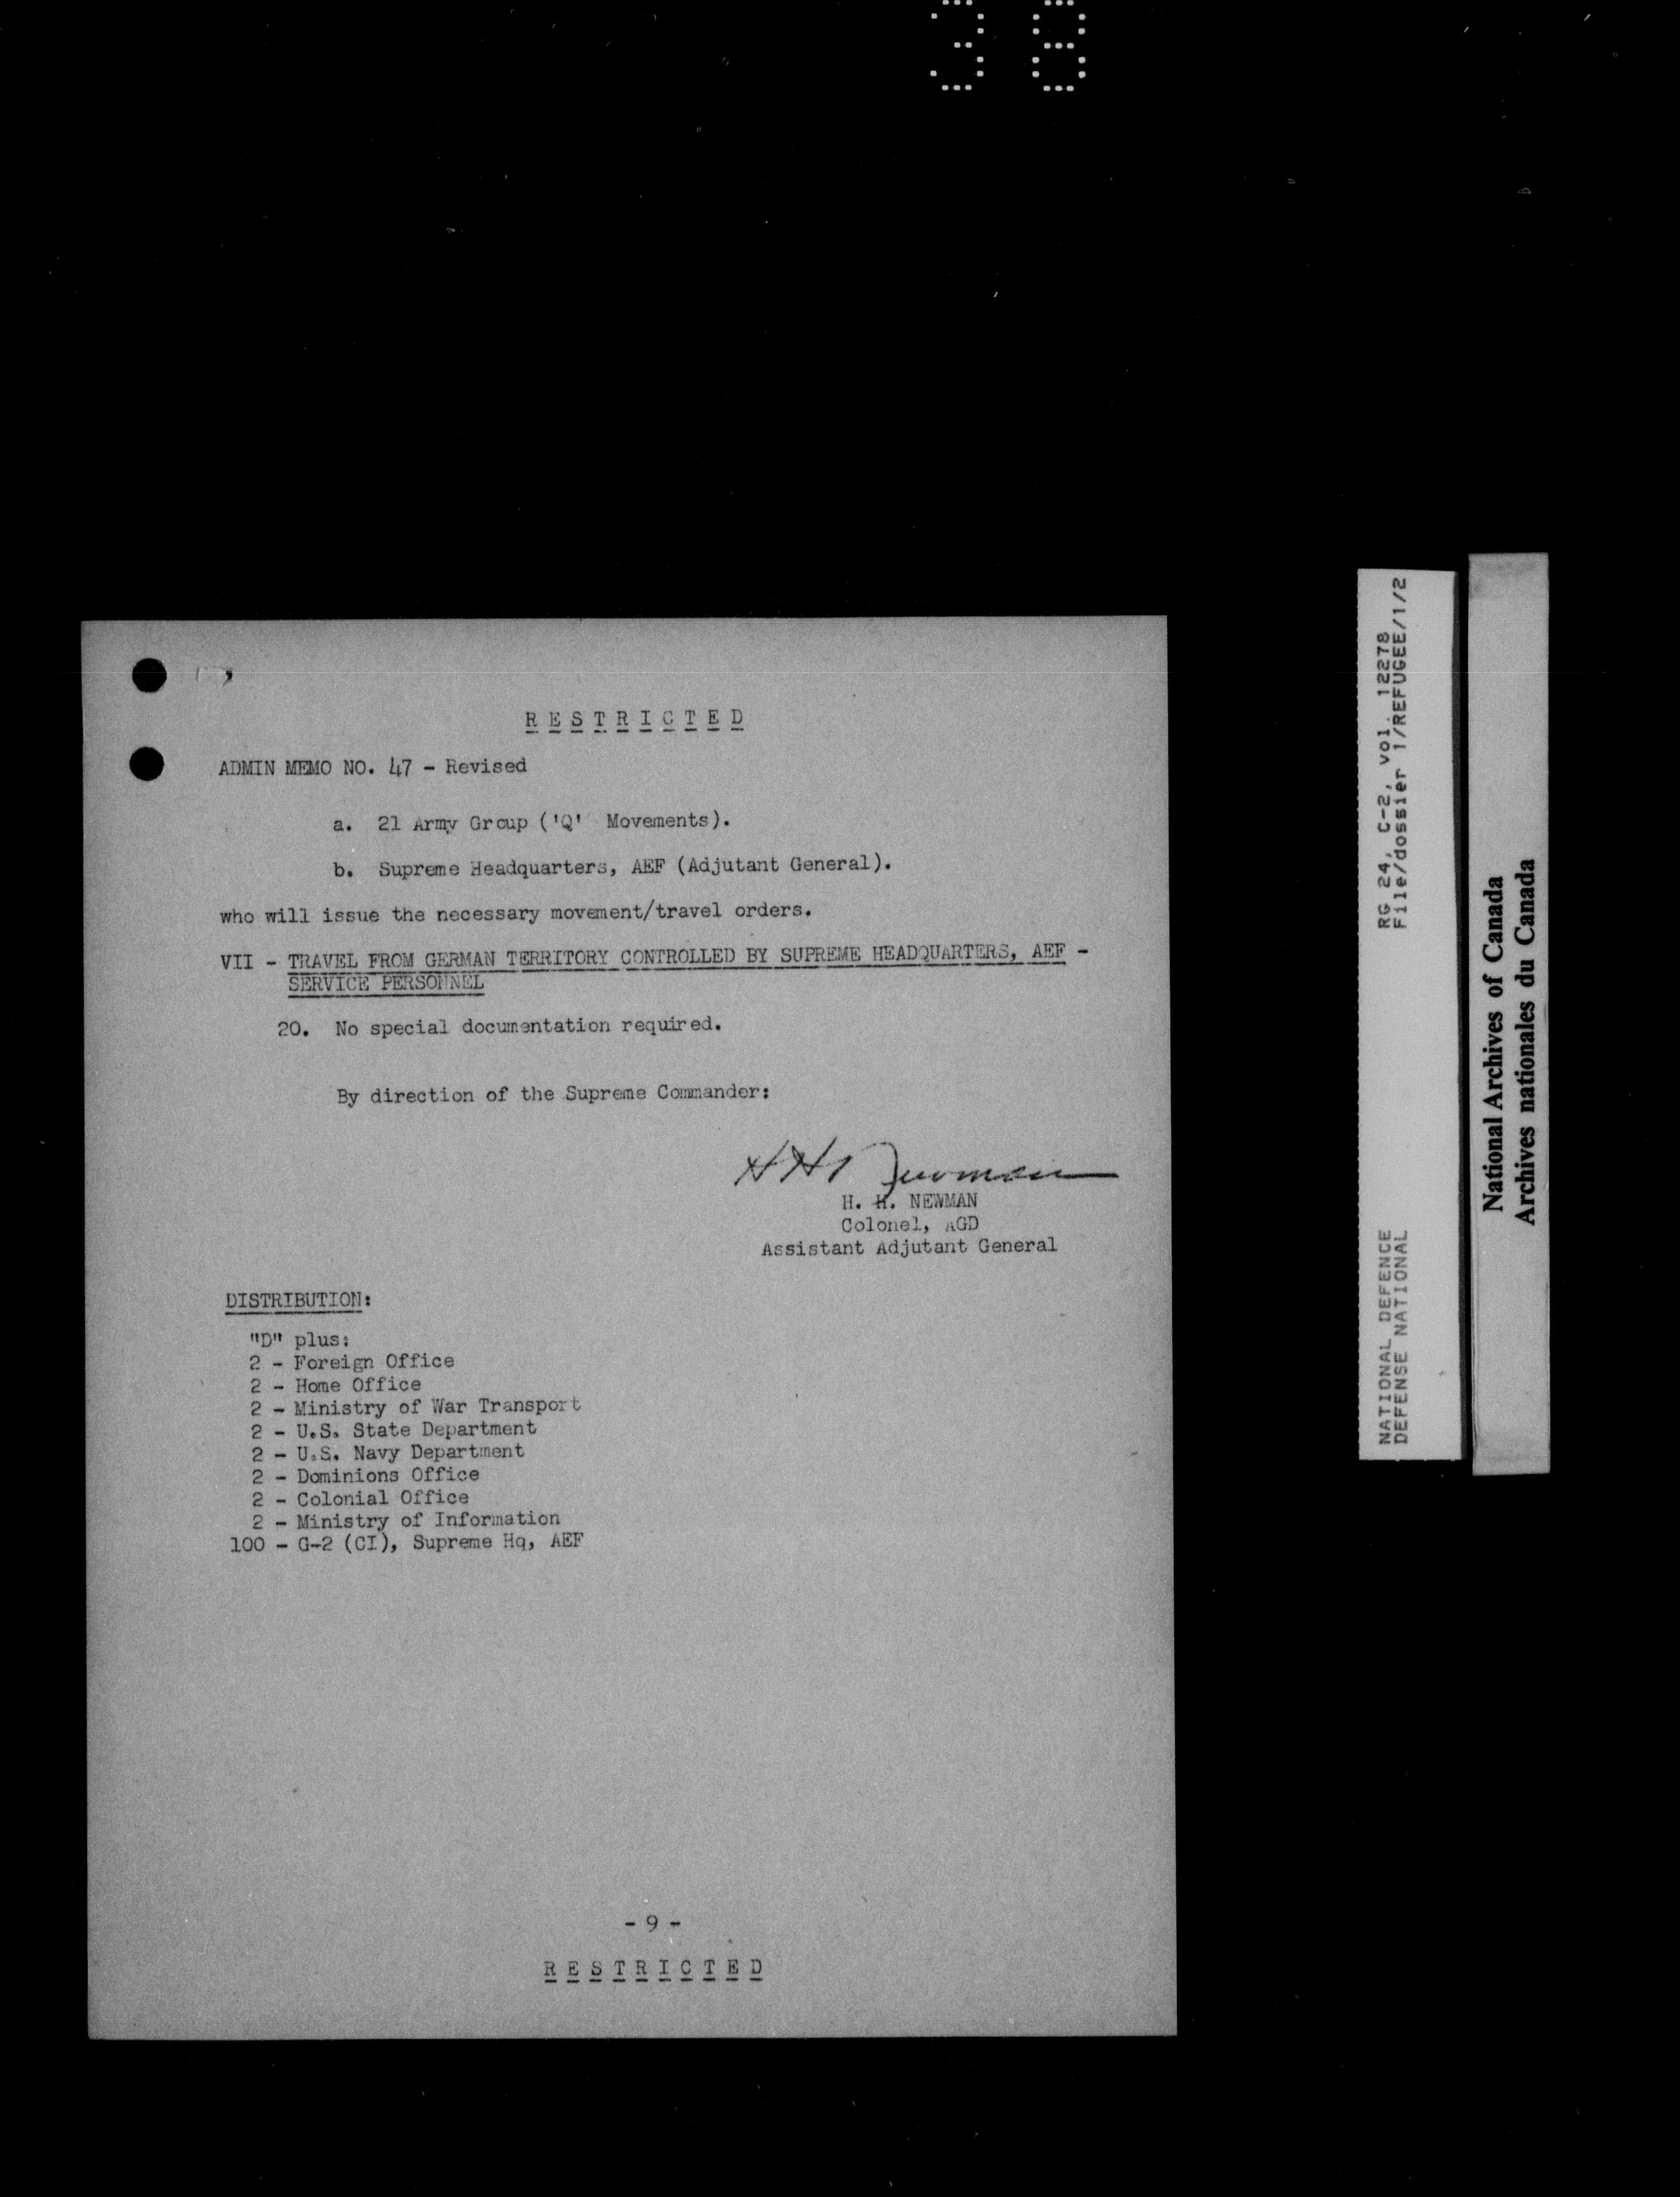 38
R E S T R I C T E D
ADMIN MEMO NO. 47 - Revised
a. 21 Army Group ('Q' Movements).
b. Supreme Headquarters, AEF (Adjutant General).
who will issue the necessary movement/travel orders.
VII - TRAVEL FROM GERMAN TERRITORY CONTROLLED BY SUPREME HEADQUARTERS, AEF -
SERVICE PERSONNEL
20. No special documentation required.
By direction of the Supreme Commander:
H H Newman
H. H. NEWMAN
Colonel, AGD
Assistant Adjutant General
DISTRIBUTION:
"D" plus:
2 - Foreign Office
2 - Home Office
2 - Ministry of War Transport
2 - U.S. State Department
2 - U.S. Navy Department
2 - Dominions Office
2 - Colonial Office
2 - Ministry of Information
100 - G-2 (CI), Supreme Hq, AEF
- 9 -
R E S T R I C T E D
NATIONAL DEFENCE RG 24, C-2, vol. 12278
DEFENSE NATIONAL File/dossier 1/REFUGEE/1/2
National Archives of Canada
Archives nationales du Canada